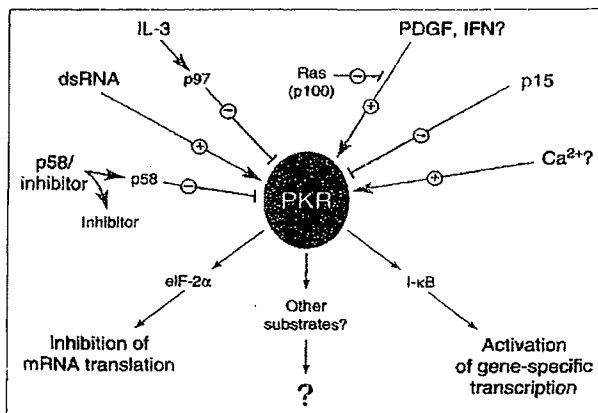 IL-3
PDGF, IFN?
p97
dsRNA
Ras
(p100)
p15
−
−
+
+
−
Ca2+?
p58/
inhibitor
p58
−
+
PKR
Inhibitor
eIF-2α
I-κB
Other
substrates?
Inhibition of
mRNA translation
Activation
of gene-specific
transcription
?